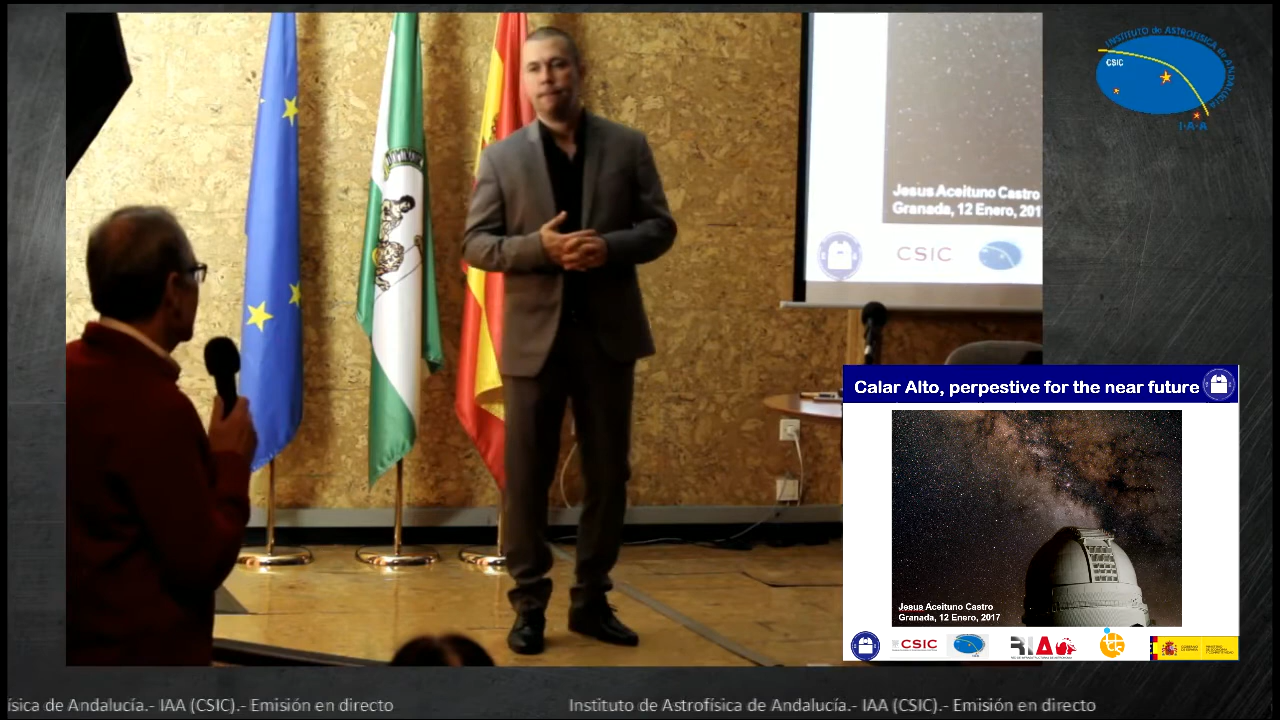 INSTITUTO de ASTROFÍSICA de ANDALUCÍA
CSIC
I·A·A
Jesus Aceituno Castro
Granada, 12 Enero, 201
CSIC
Calar Alto, perpestive for the near future
Jesus Aceituno Castro
Granada, 12 Enero, 2017
CSIC
RIA
ísica de Andalucía.- IAA (CSIC).- Emisión en directo
Instituto de Astrofísica de Andalucía.- IAA (CSIC).- Emisión en directo